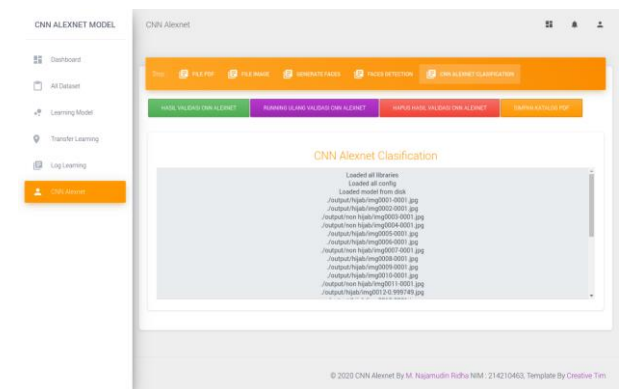 CNN ALEXNET MODEL
CNN Alexnet
Dashboard
All Dataset
Learning Model
Transfer Learning
Log Learning
CNN Alexnet
FILE PDF
FILE IMAGE
GENERATE FACES
FACES DETECTION
CNN ALEXNET CLASIFICATION
HASIL VALIDASI CNN ALEXNET
RUNNING ULANG VALIDASI CNN ALEXNET
HAPUS HASIL VALIDASI CNN ALEXNET
SIMPAN KATALOG PDF
CNN Alexnet Clasification
Loaded all libraries
Loaded all config
Loaded model from disk
./output/hijab/img0001-0001.jpg
./output/hijab/img0002-0001.jpg
./output/non hijab/img0003-0001.jpg
./output/non hijab/img0004-0001.jpg
./output/hijab/img0005-0001.jpg
./output/hijab/img0006-0001.jpg
./output/non hijab/img0007-0001.jpg
./output/hijab/img0008-0001.jpg
./output/hijab/img0009-0001.jpg
./output/hijab/img0010-0001.jpg
./output/non hijab/img0011-0001.jpg
./output/hijab/img0012-0.999749.jpg
© 2020 CNN Alexnet By M. Najamudin Ridha NIM : 214210463, Template By Creative Tim